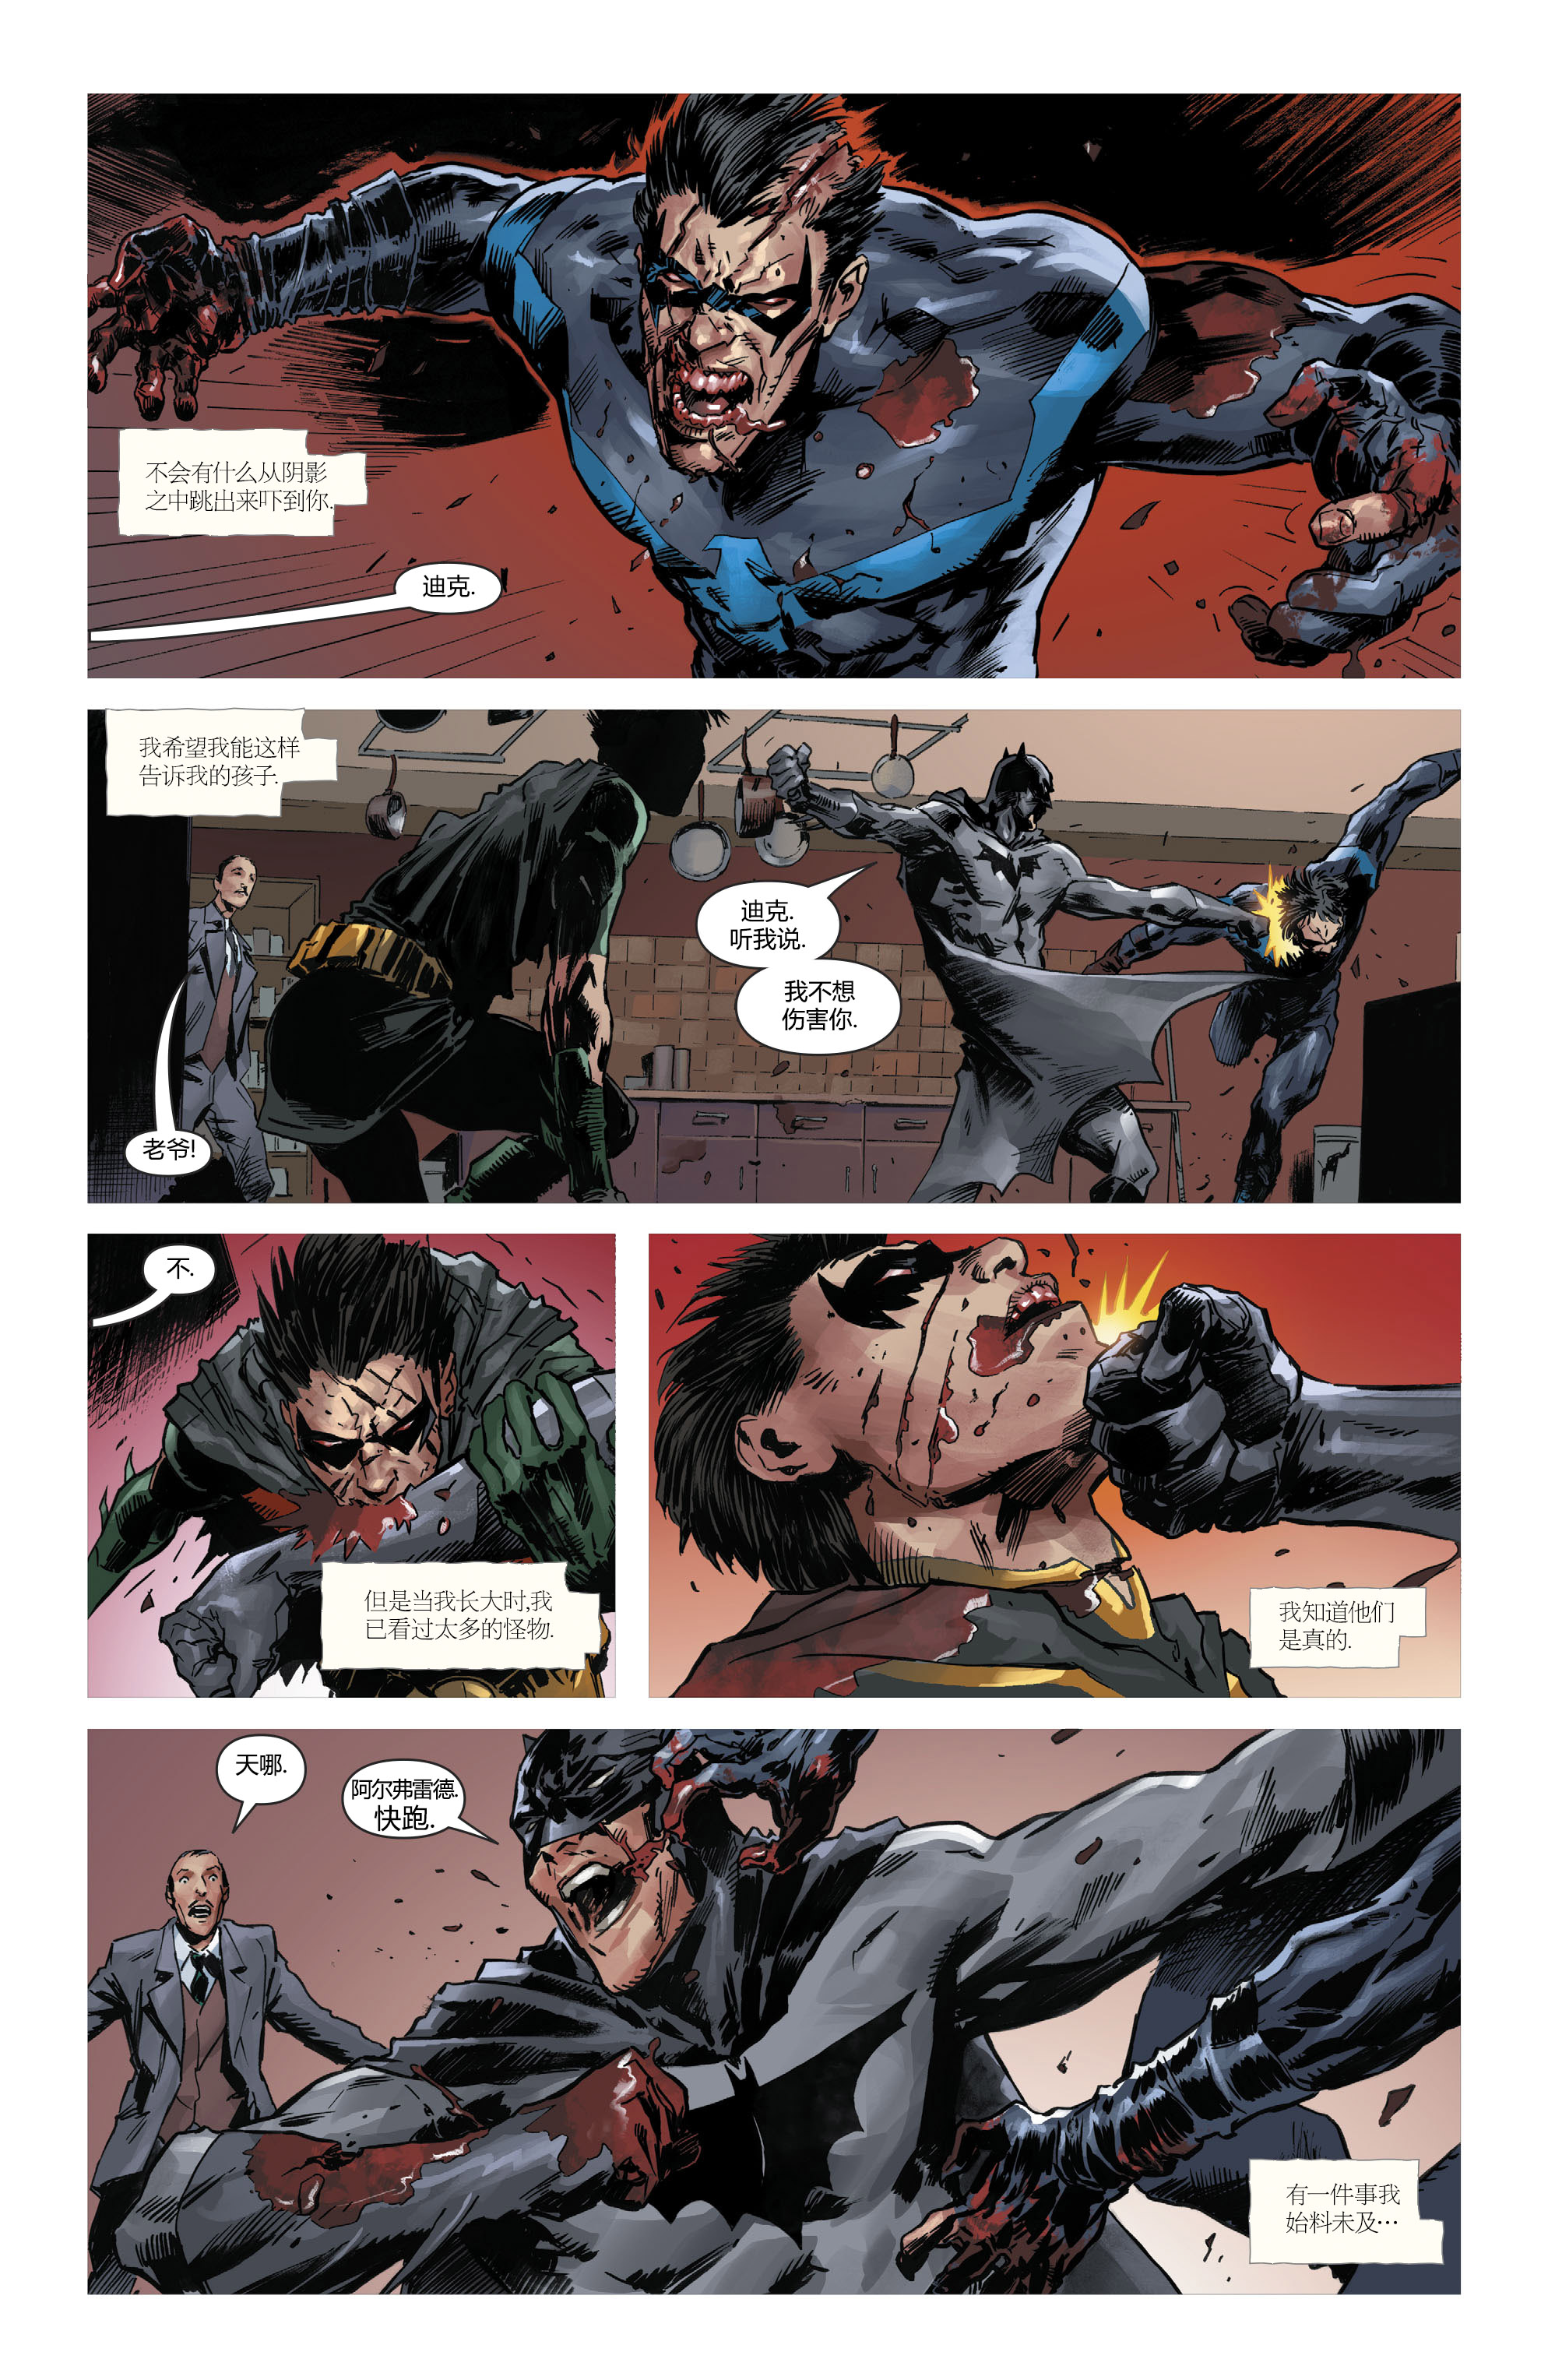 不会有什么从阴影
之中跳出来吓到你.
迪克.
我希望我能这样
告诉我的孩子.
老爷!
迪克.
听我说.
我不想
伤害你.
不.
但是当我长大时,我
已看过太多的怪物.
我知道他们
是真的.
天哪.
阿尔弗雷德.
快跑.
有一件事我
始料未及…